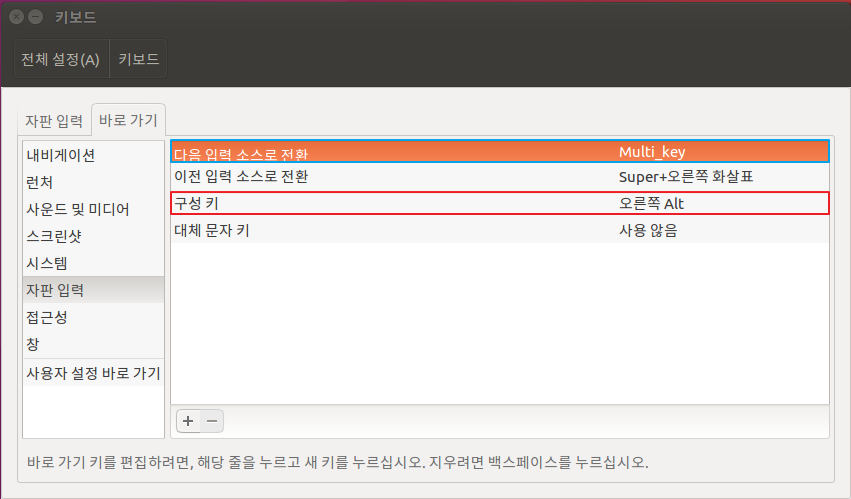 키보드
전체 설정(A) 키보드
자판 입력 바로 가기
내비게이션
런처
사운드 및 미디어
스크린샷
시스템
자판 입력
접근성
창
사용자 설정 바로 가기
다음 입력 소스로 전환 Multi_key
이전 입력 소스로 전환 Super+오른쪽 화살표
구성 키 오른쪽 Alt
대체 문자 키 사용 않음
+ −
바로 가기 키를 편집하려면, 해당 줄을 누르고 새 키를 누르십시오. 지우려면 백스페이스를 누르십시오.